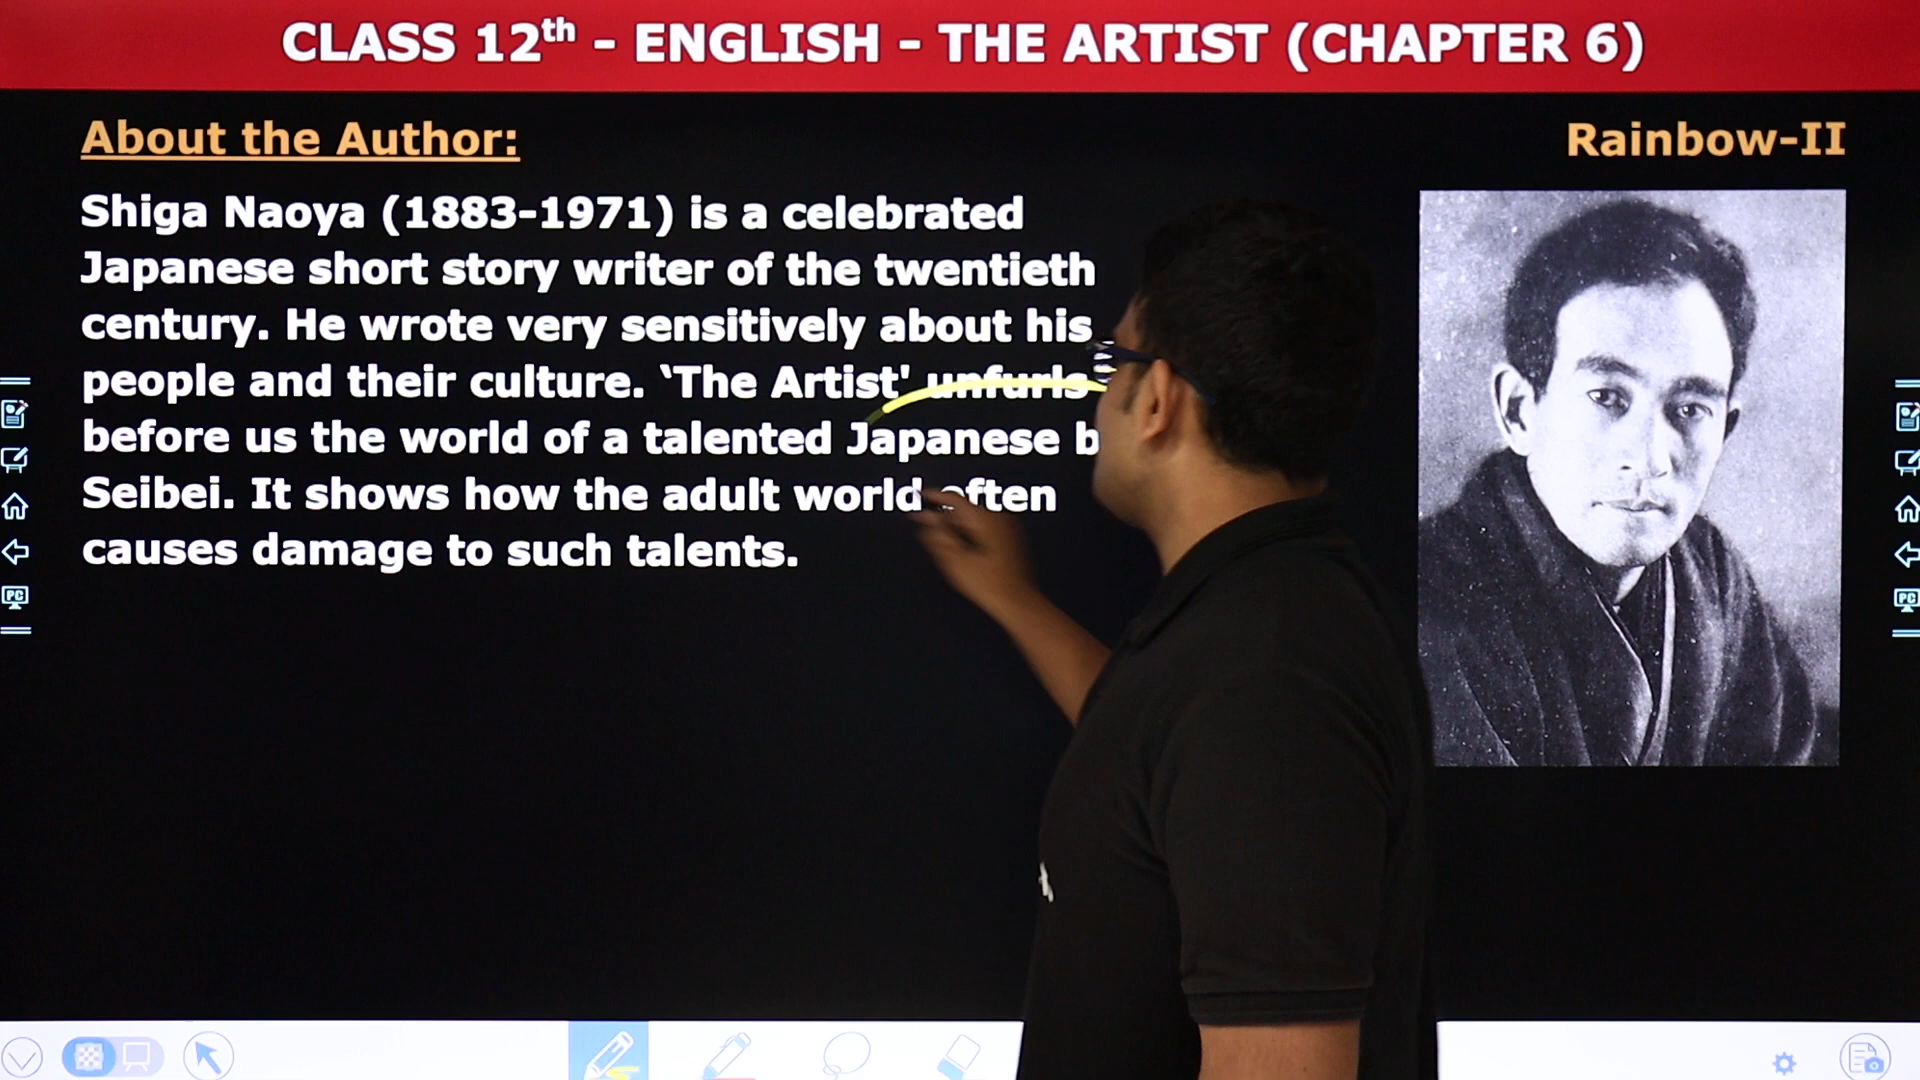 CLASS 12th - ENGLISH - THE ARTIST (CHAPTER 6)
About the Author:
Rainbow-II
Shiga Naoya (1883-1971) is a celebrated
Japanese short story writer of the twentieth
century. He wrote very sensitively about his
people and their culture. ‘The Artist' unfurls
before us the world of a talented Japanese b
Seibei. It shows how the adult world often
causes damage to such talents.
PC
PC